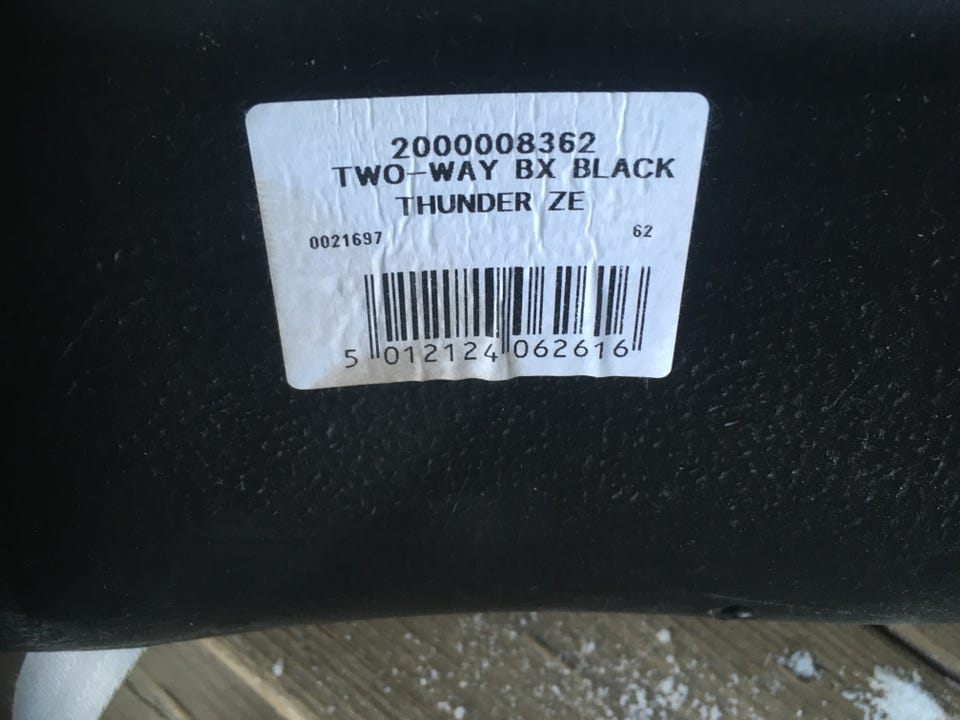 2000008362
TWO-WAY BX BLACK
THUNDER ZE
0021697 62
5 012124 062616